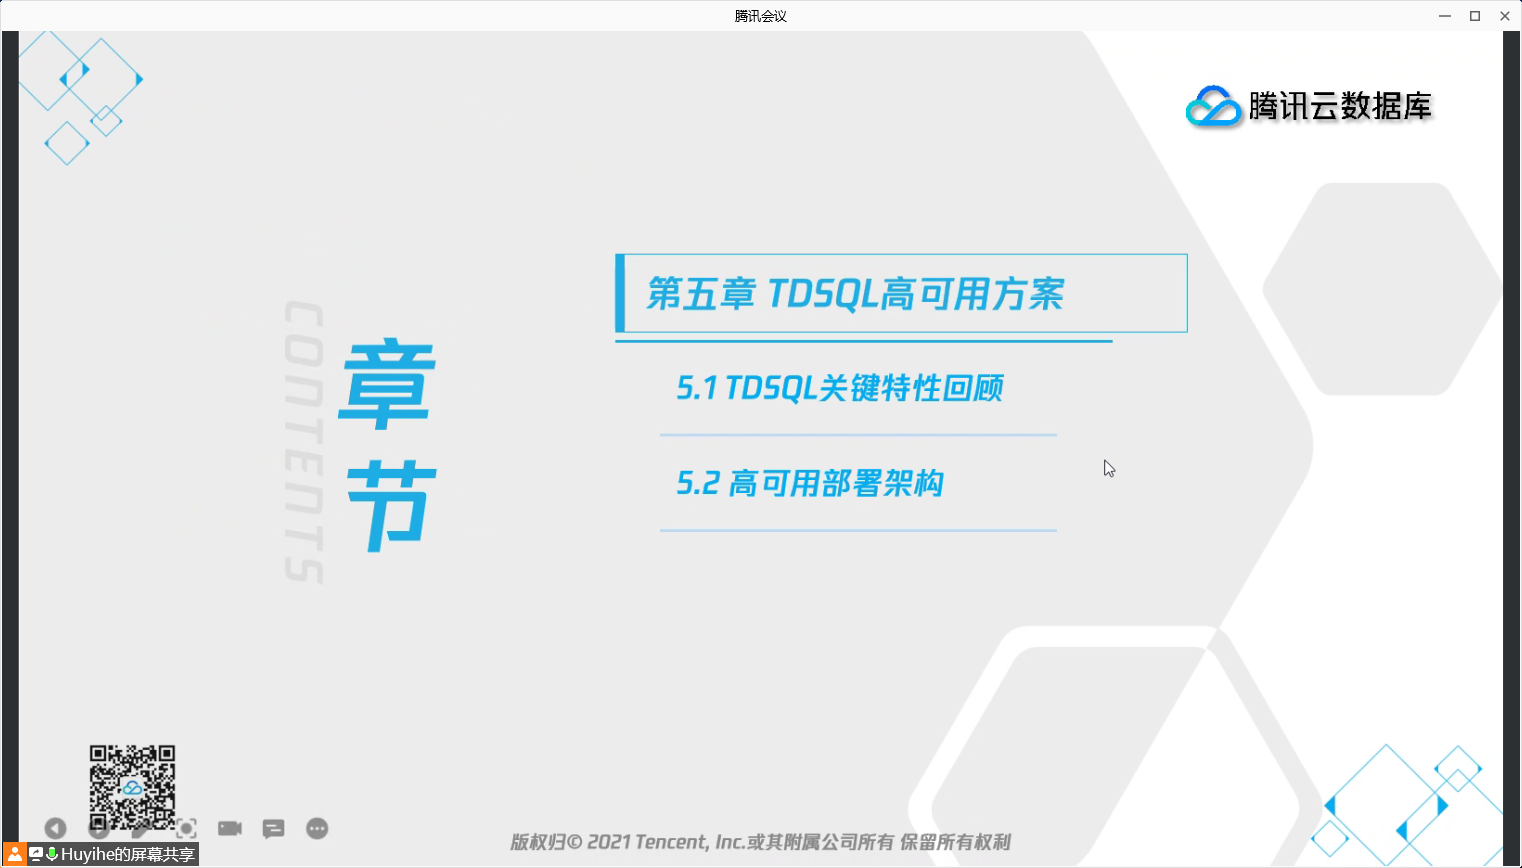 腾讯会议
腾讯云数据库
CONTENTS
章节
第五章 TDSQL高可用方案
5.1 TDSQL关键特性回顾
5.2 高可用部署架构
版权归© 2021 Tencent, Inc.或其附属公司所有 保留所有权利
Huyihe的屏幕共享